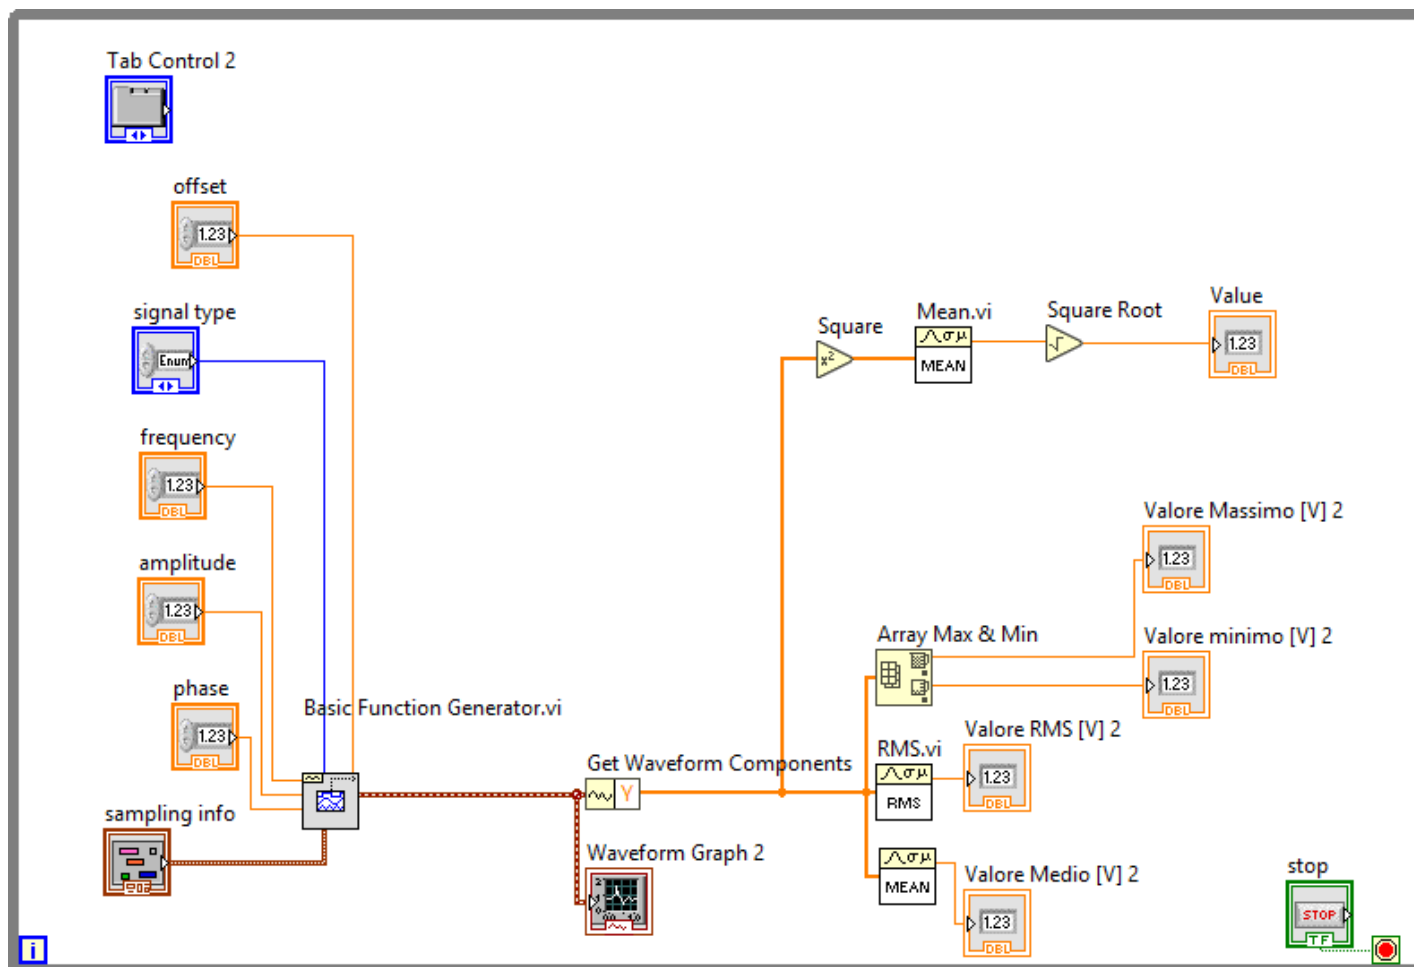 Tab Control 2
offset
1.23
DBL
signal type
Enum
frequency
1.23
DBL
amplitude
1.23
DBL
phase
1.23
DBL
sampling info
Basic Function Generator.vi
Get Waveform Components
Y
Waveform Graph 2
Square
x²
Mean.vi
MEAN
Square Root
Value
1.23
DBL
Array Max & Min
Valore Massimo [V] 2
1.23
DBL
Valore minimo [V] 2
1.23
DBL
RMS.vi
RMS
Valore RMS [V] 2
1.23
DBL
MEAN
Valore Medio [V] 2
1.23
DBL
stop
STOP
TF
i